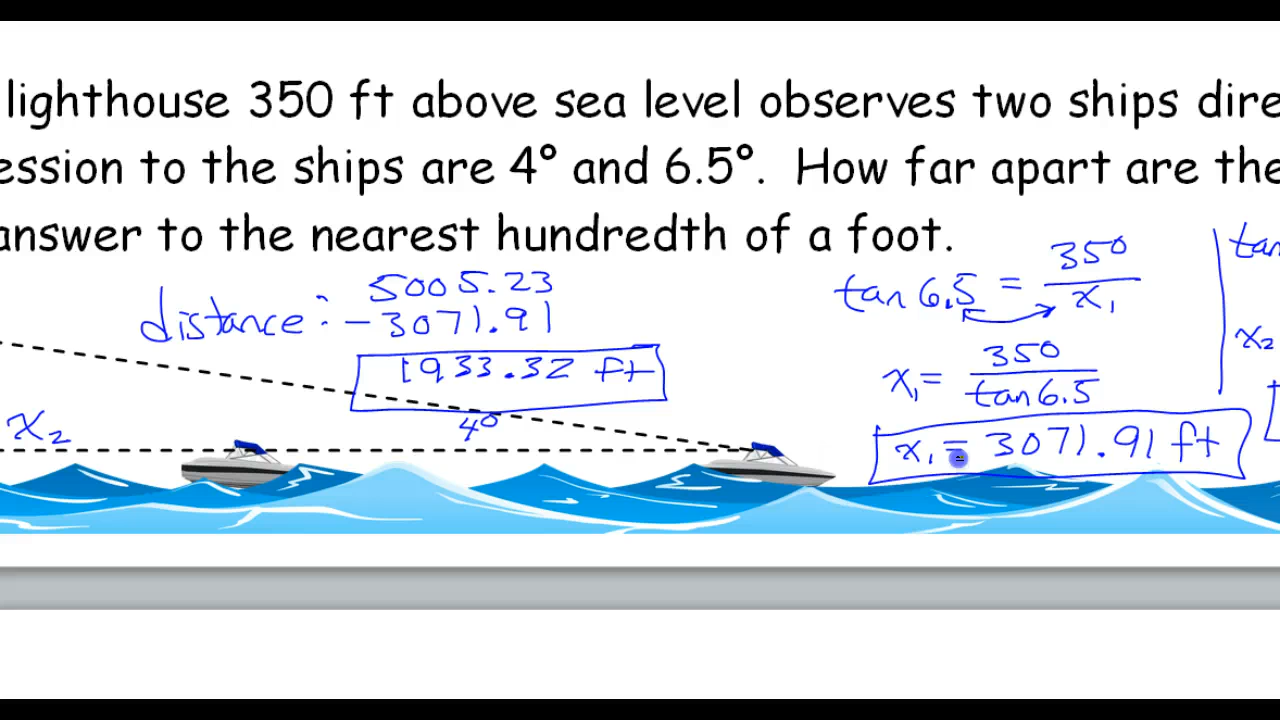 lighthouse 350 ft above sea level observes two ships dire
ession to the ships are 4° and 6.5°. How far apart are the
answer to the nearest hundredth of a foot.
distance:
5005.23
-3071.91
1933.32 ft
x₂
4°
tan 6.5 = 350/x₁
x₁ = 350/tan 6.5
x₁ = 3071.91 ft
tan
x₂